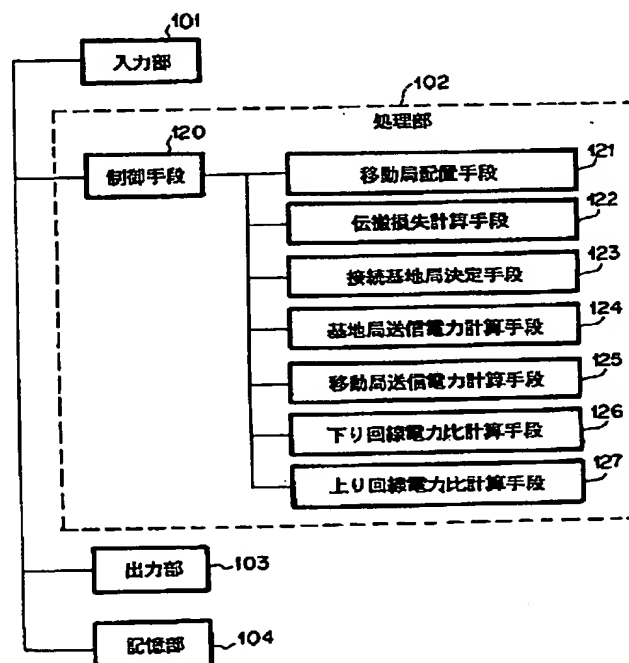 101
入力部
102
処理部
120
制御手段
121
移動局配置手段
122
伝搬損失計算手段
123
接続基地局決定手段
124
基地局送信電力計算手段
125
移動局送信電力計算手段
126
下り回線電力比計算手段
127
上り回線電力比計算手段
出力部
103
記憶部
104